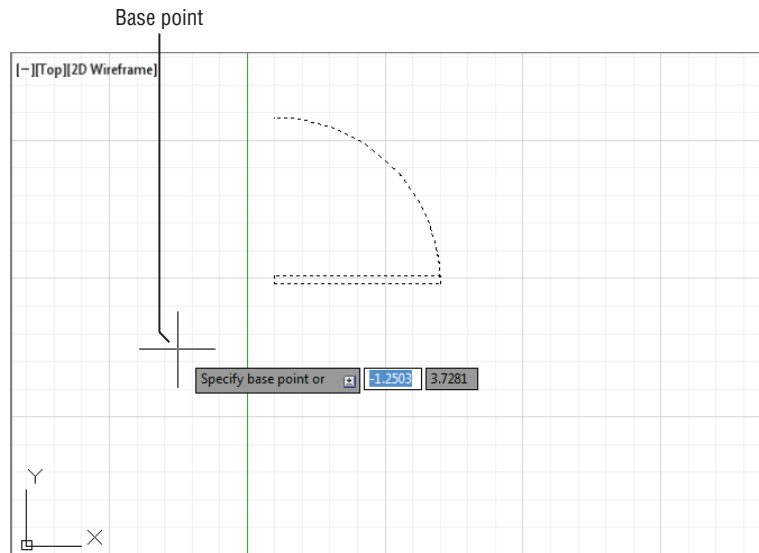 Base point
[−][Top][2D Wireframe]
Specify base point or -1.2503 3.7281
Y
X